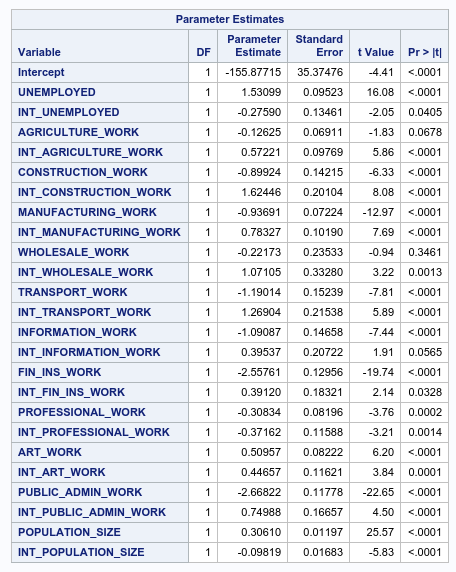 Parameter Estimates
Variable DF Parameter Estimate Standard Error t Value Pr > |t|
Intercept 1 -155.87715 35.37476 -4.41 <.0001
UNEMPLOYED 1 1.53099 0.09523 16.08 <.0001
INT_UNEMPLOYED 1 -0.27590 0.13461 -2.05 0.0405
AGRICULTURE_WORK 1 -0.12625 0.06911 -1.83 0.0678
INT_AGRICULTURE_WORK 1 0.57221 0.09769 5.86 <.0001
CONSTRUCTION_WORK 1 -0.89924 0.14215 -6.33 <.0001
INT_CONSTRUCTION_WORK 1 1.62446 0.20104 8.08 <.0001
MANUFACTURING_WORK 1 -0.93691 0.07224 -12.97 <.0001
INT_MANUFACTURING_WORK 1 0.78327 0.10190 7.69 <.0001
WHOLESALE_WORK 1 -0.22173 0.23533 -0.94 0.3461
INT_WHOLESALE_WORK 1 1.07105 0.33280 3.22 0.0013
TRANSPORT_WORK 1 -1.19014 0.15239 -7.81 <.0001
INT_TRANSPORT_WORK 1 1.26904 0.21538 5.89 <.0001
INFORMATION_WORK 1 -1.09087 0.14658 -7.44 <.0001
INT_INFORMATION_WORK 1 0.39537 0.20722 1.91 0.0565
FIN_INS_WORK 1 -2.55761 0.12956 -19.74 <.0001
INT_FIN_INS_WORK 1 0.39120 0.18321 2.14 0.0328
PROFESSIONAL_WORK 1 -0.30834 0.08196 -3.76 0.0002
INT_PROFESSIONAL_WORK 1 -0.37162 0.11588 -3.21 0.0014
ART_WORK 1 0.50957 0.08222 6.20 <.0001
INT_ART_WORK 1 0.44657 0.11621 3.84 0.0001
PUBLIC_ADMIN_WORK 1 -2.66822 0.11778 -22.65 <.0001
INT_PUBLIC_ADMIN_WORK 1 0.74988 0.16657 4.50 <.0001
POPULATION_SIZE 1 0.30610 0.01197 25.57 <.0001
INT_POPULATION_SIZE 1 -0.09819 0.01683 -5.83 <.0001